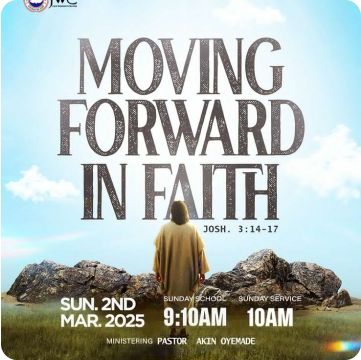 JWC
MOVING
FORWARD
IN FAITH
JOSH. 3:14-17
SUN. 2ND
MAR. 2025
SUNDAY SCHOOL
9:10AM
SUNDAY SERVICE
10AM
MINISTERING PASTOR AKIN OYEMADE